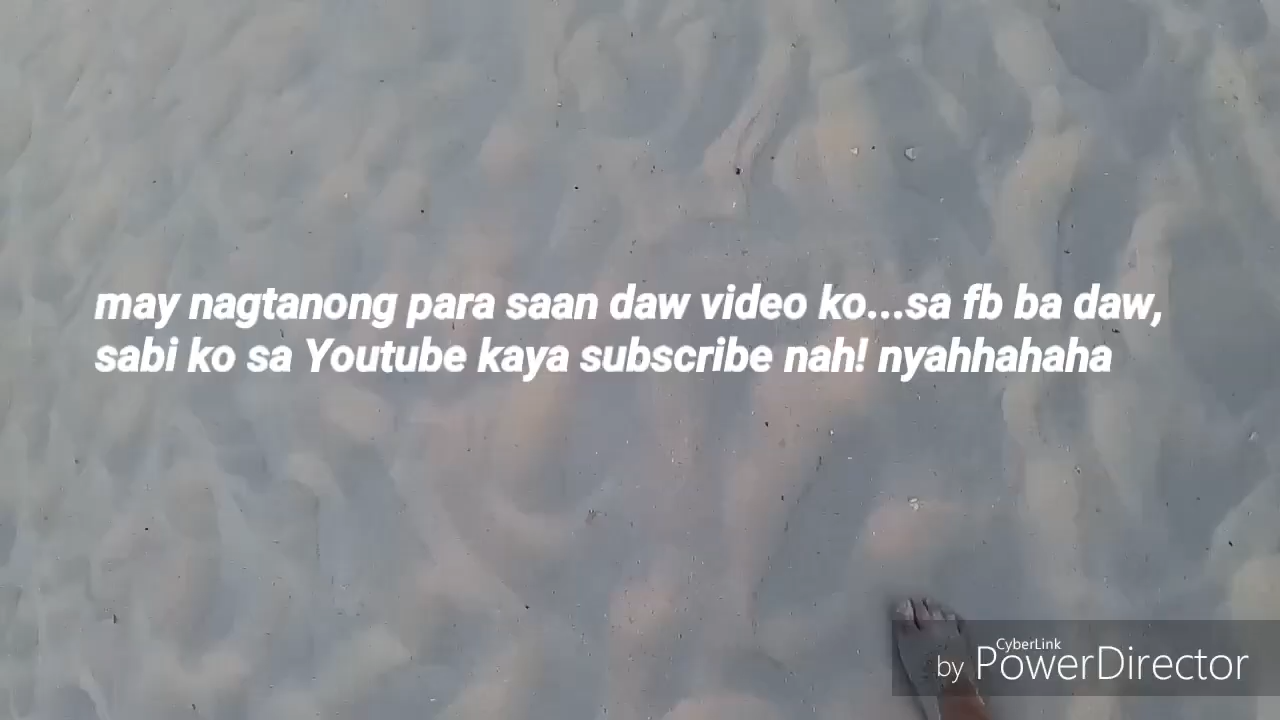 may nagtanong para saan daw video ko...sa fb ba daw,
sabi ko sa Youtube kaya subscribe nah! nyahhahaha
CyberLink
by PowerDirector